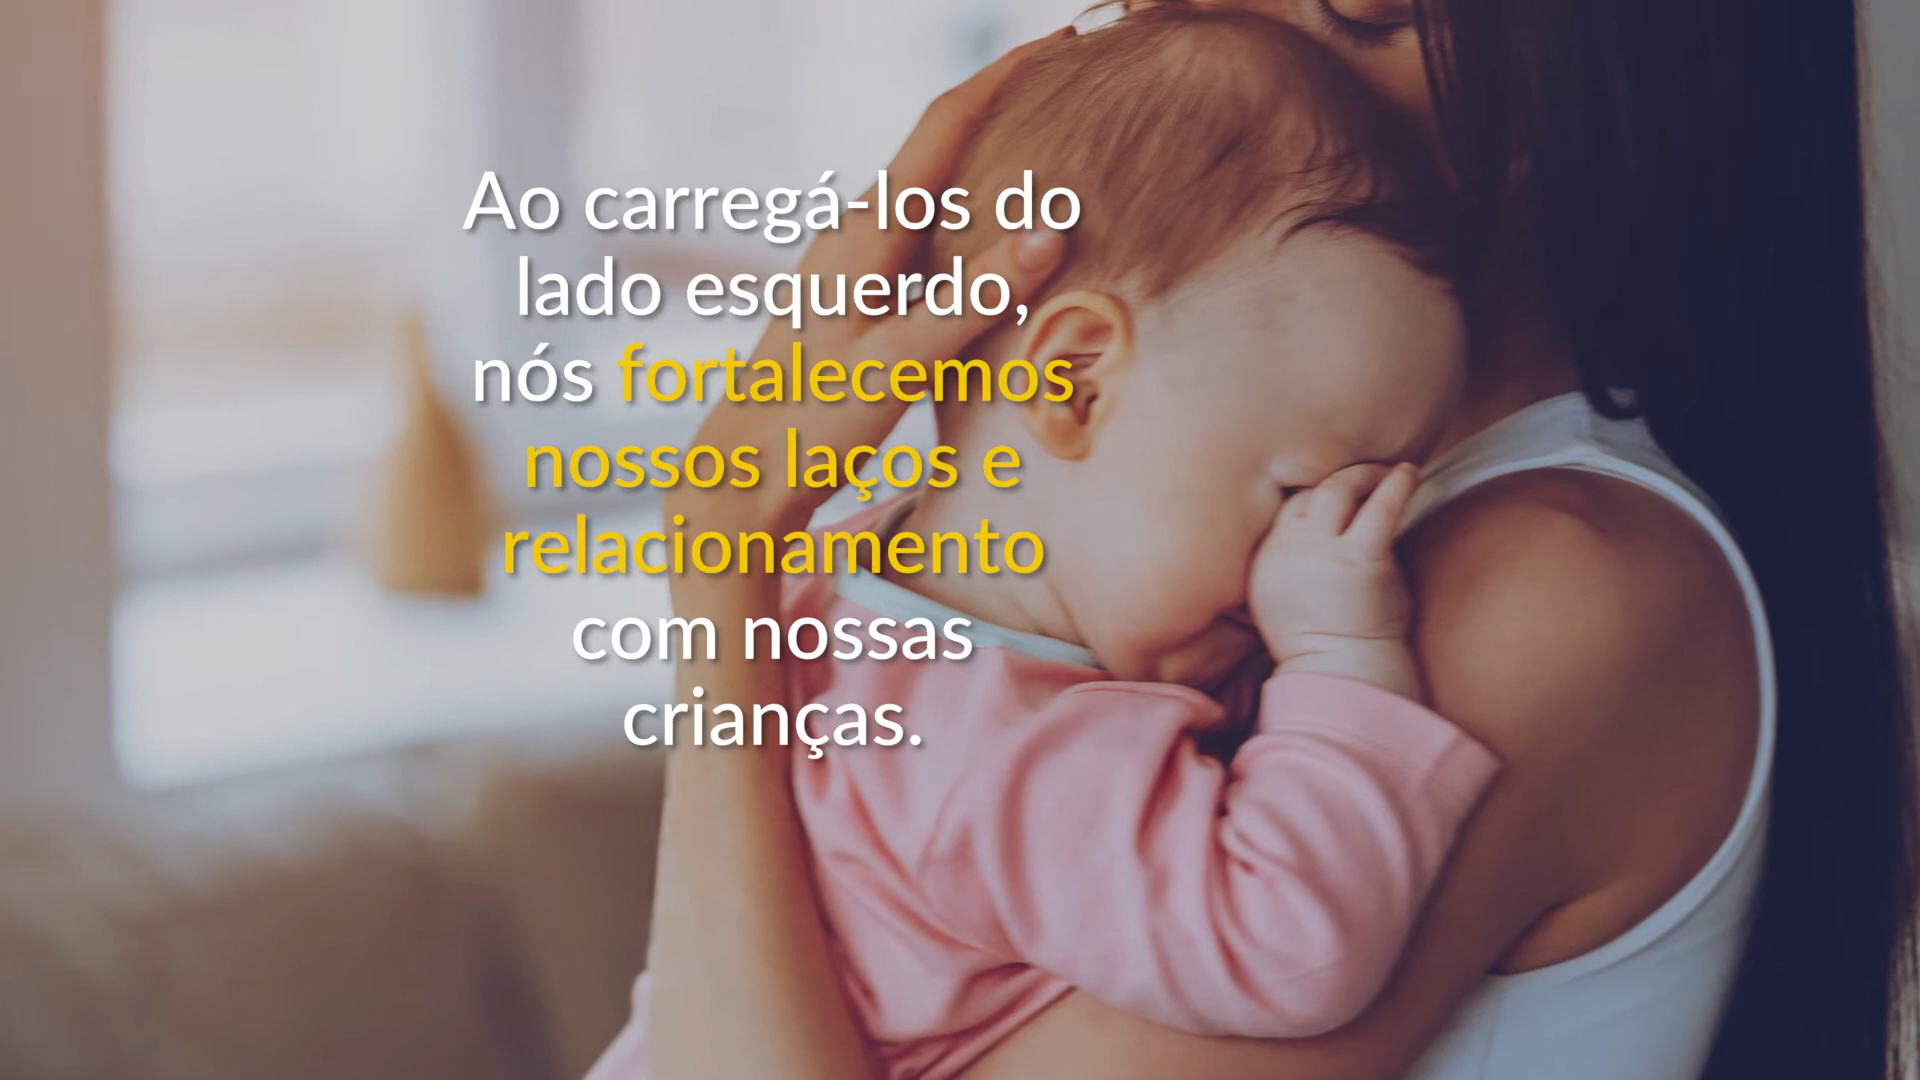 Ao carregá-los do
lado esquerdo,
nós fortalecemos
nossos laços e
relacionamento
com nossas
crianças.